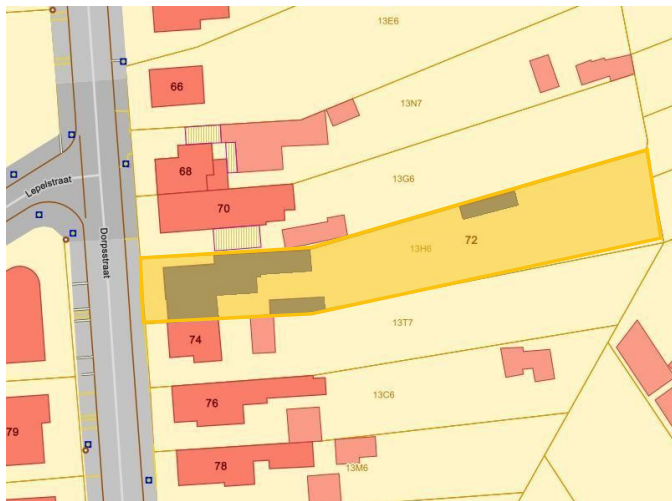 13E6
66
13N7
68
13G6
Lepelstraat
70
Dorpsstraat
72
13H6
74
13T7
76
13C6
79
78
13M6